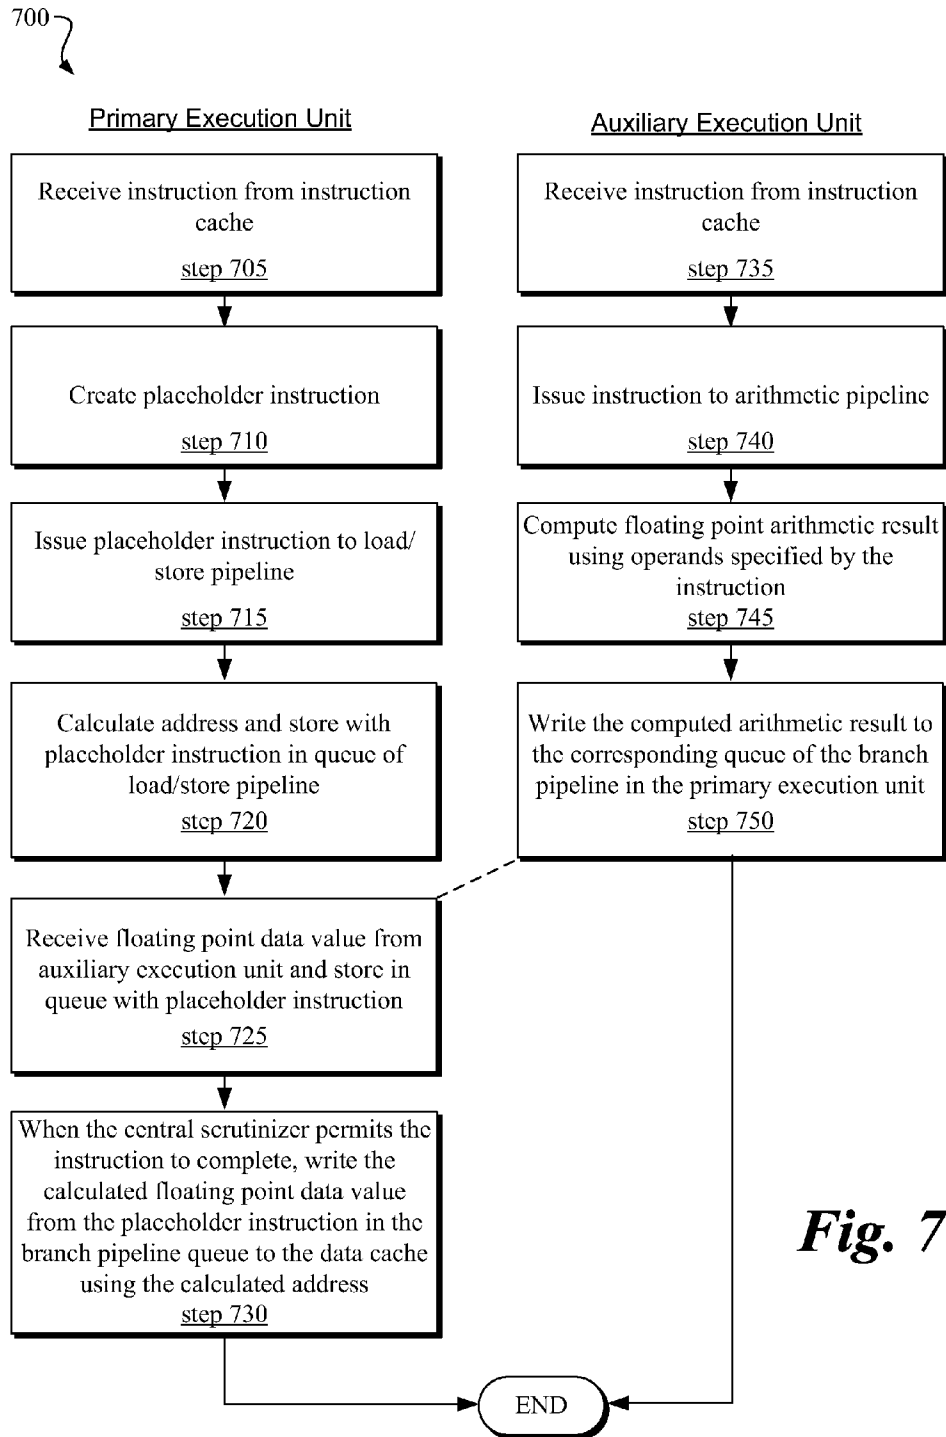 700
Primary Execution Unit
Receive instruction from instruction
cache
step 705
Create placeholder instruction
step 710
Issue placeholder instruction to load/
store pipeline
step 715
Calculate address and store with
placeholder instruction in queue of
load/store pipeline
step 720
Receive floating point data value from
auxiliary execution unit and store in
queue with placeholder instruction
step 725
When the central scrutinizer permits the
instruction to complete, write the
calculated floating point data value
from the placeholder instruction in the
branch pipeline queue to the data cache
using the calculated address
step 730
Auxiliary Execution Unit
Receive instruction from instruction
cache
step 735
Issue instruction to arithmetic pipeline
step 740
Compute floating point arithmetic result
using operands specified by the
instruction
step 745
Write the computed arithmetic result to
the corresponding queue of the branch
pipeline in the primary execution unit
step 750
END
Fig. 7